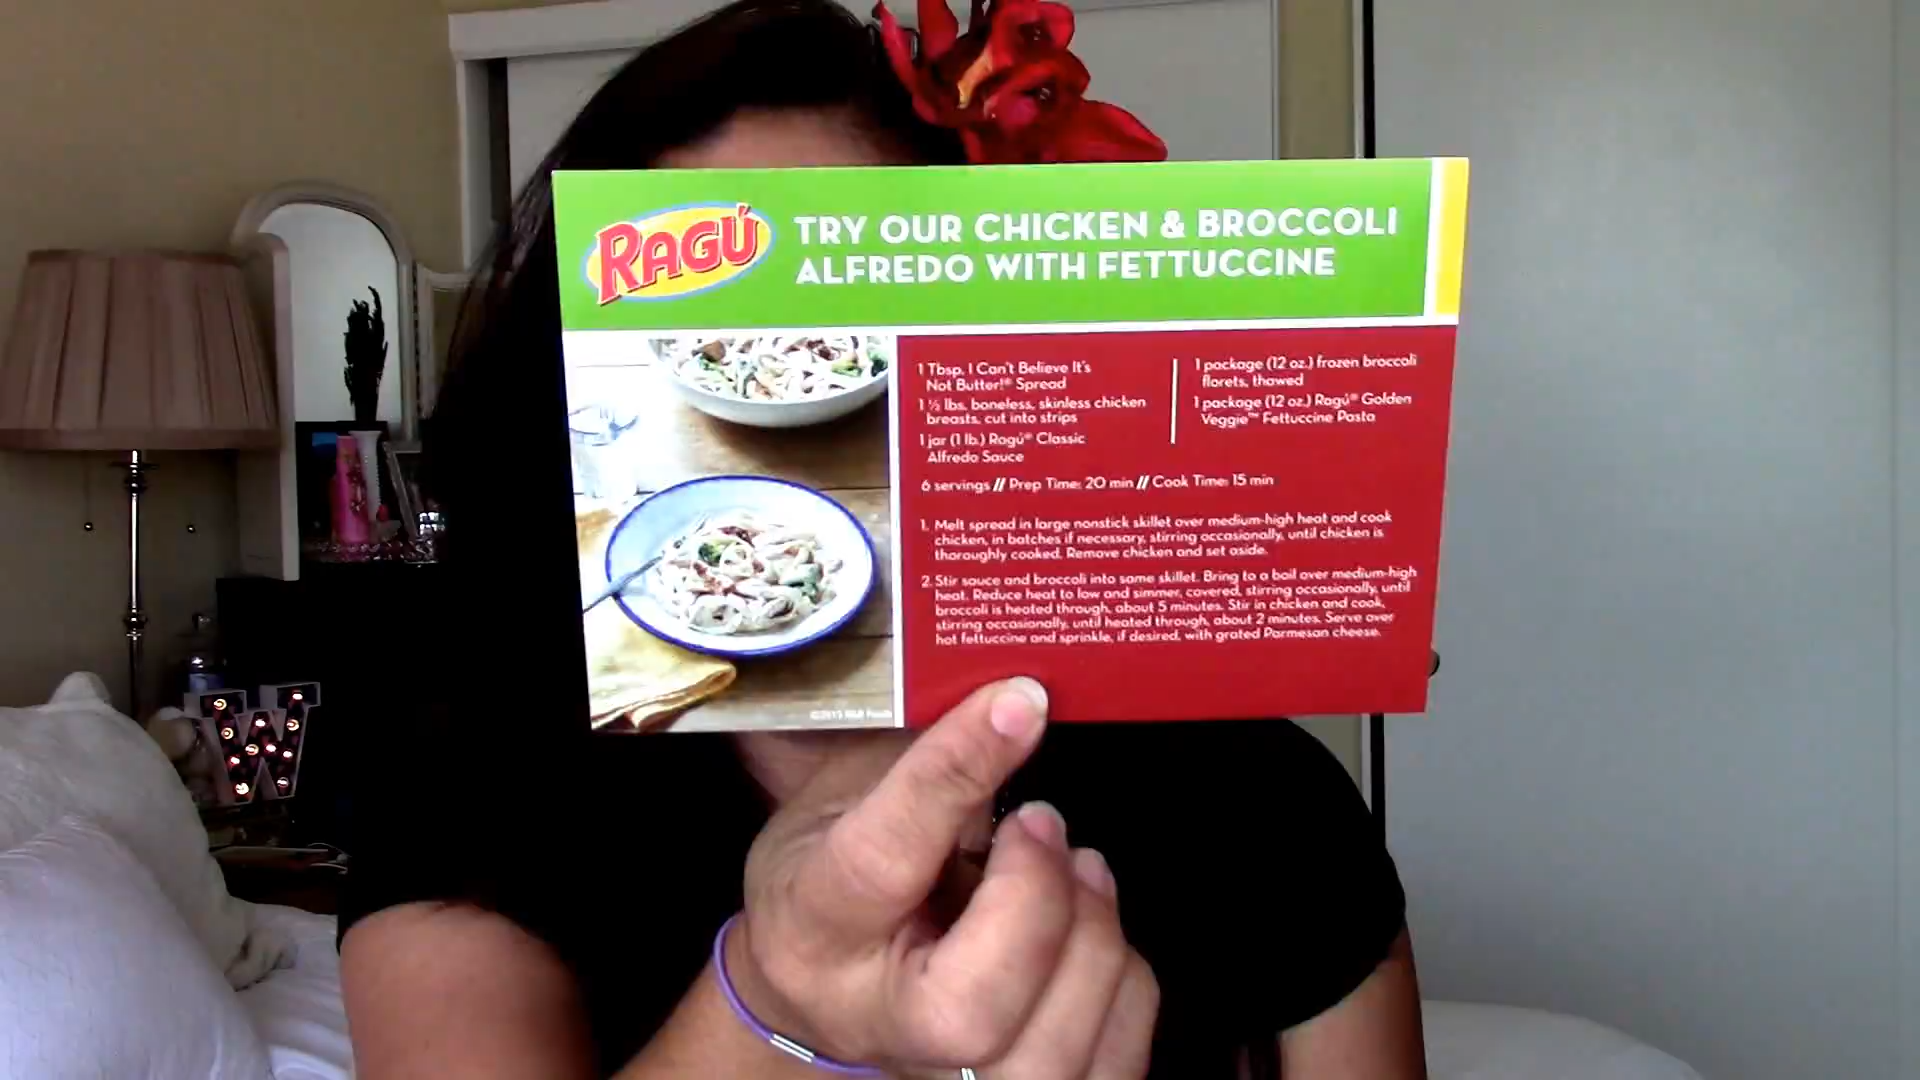 RAGÚ
TRY OUR CHICKEN & BROCCOLI
ALFREDO WITH FETTUCCINE
1 Tbsp. I Can't Believe It's
Not Butter!® Spread
1 ½ lbs. boneless, skinless chicken
breasts, cut into strips
1 jar (1 lb.) Ragú® Classic
Alfredo Sauce
1 package (12 oz.) frozen broccoli
florets, thawed
1 package (12 oz.) Ragú® Golden
Veggie™ Fettuccine Pasta
6 servings // Prep Time: 20 min // Cook Time: 15 min
1. Melt spread in large nonstick skillet over medium-high heat and cook
chicken, in batches if necessary, stirring occasionally, until chicken is
thoroughly cooked. Remove chicken and set aside.
2. Stir sauce and broccoli into same skillet. Bring to a boil over medium-high
heat. Reduce heat to low and simmer, covered, stirring occasionally, until
broccoli is heated through, about 5 minutes. Stir in chicken and cook,
stirring occasionally, until heated through, about 2 minutes. Serve over
hot fettuccine and sprinkle, if desired, with grated Parmesan cheese.
W